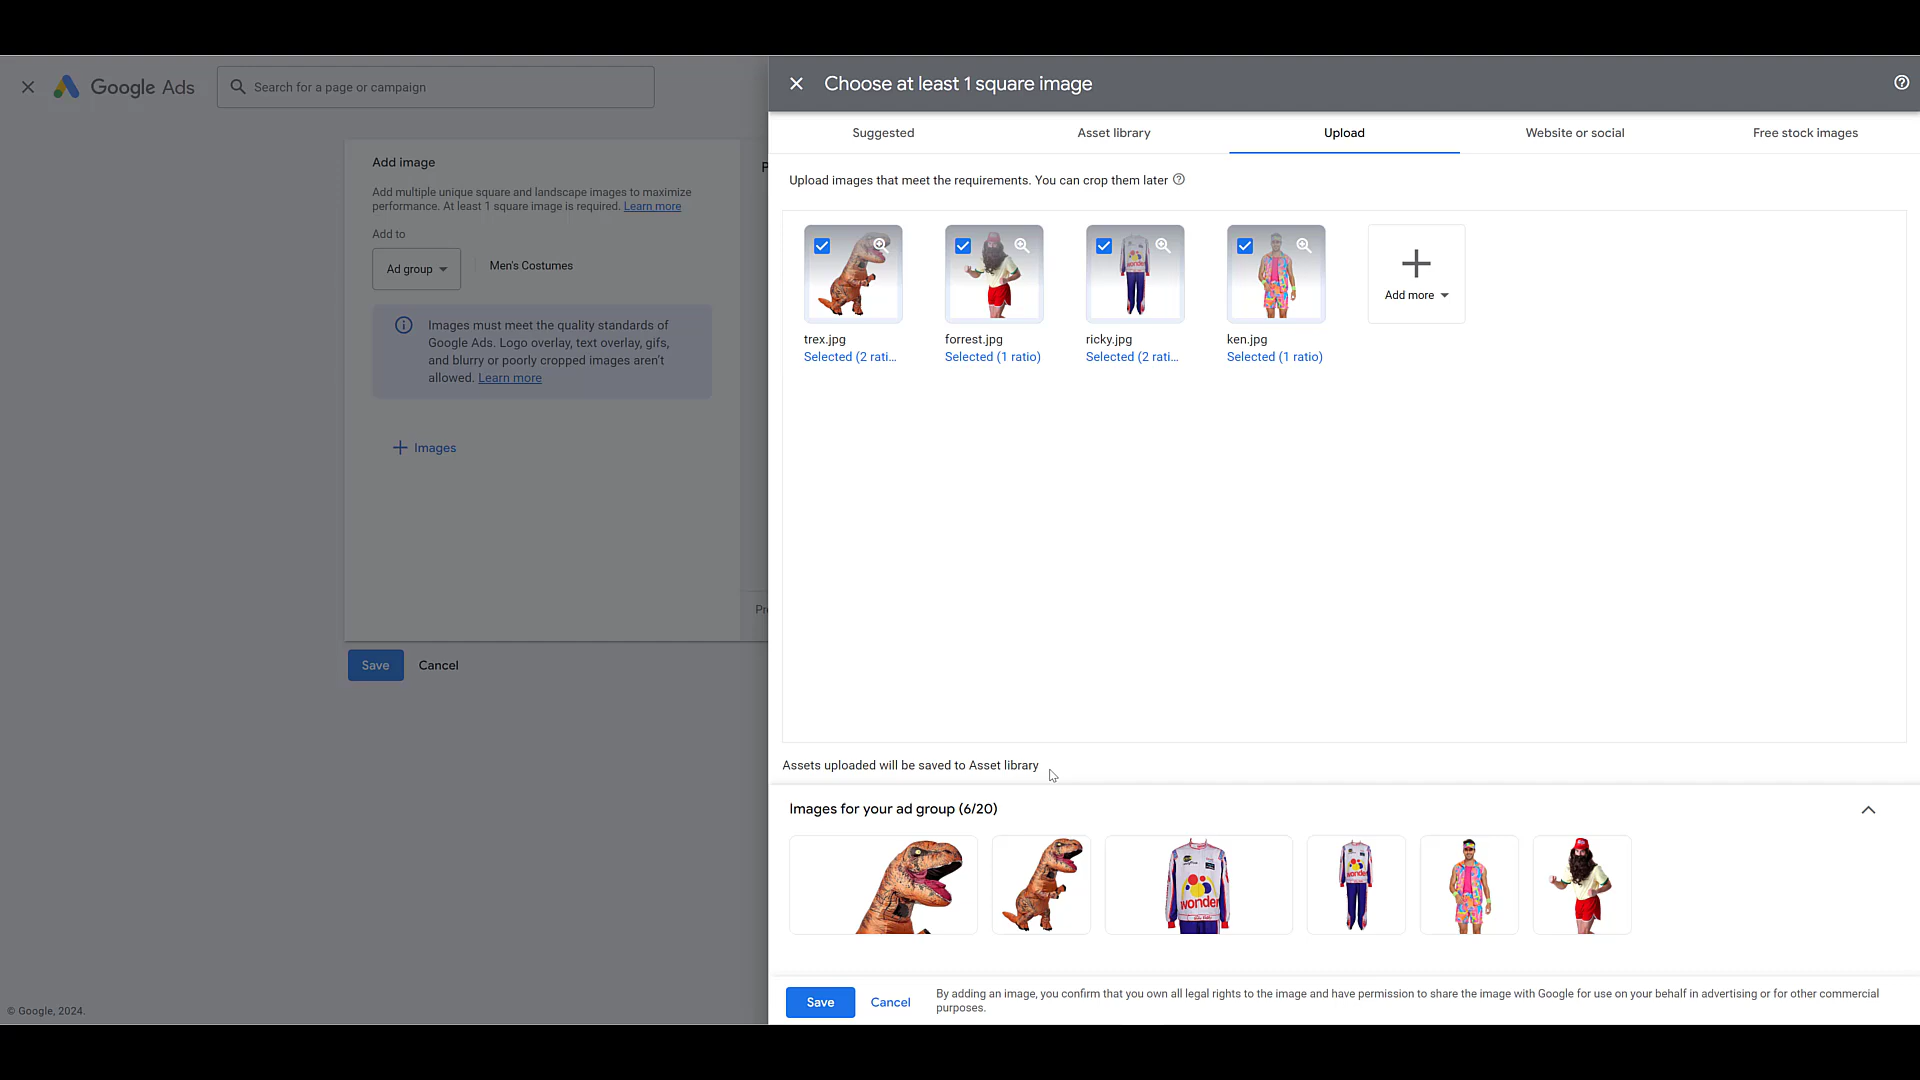 Google Ads
Search for a page or campaign
Add image
Add multiple unique square and landscape images to maximize
performance. At least 1 square image is required. Learn more
Add to
Ad group
Men's Costumes
Images must meet the quality standards of
Google Ads. Logo overlay, text overlay, gifs,
and blurry or poorly cropped images aren't
allowed. Learn more
Images
Save
Cancel
© Google, 2024.
Choose at least 1 square image
Suggested
Asset library
Upload
Website or social
Free stock images
Upload images that meet the requirements. You can crop them later
trex.jpg
Selected (2 rati...
forrest.jpg
Selected (1 ratio)
ricky.jpg
Selected (2 rati...
ken.jpg
Selected (1 ratio)
Add more
Assets uploaded will be saved to Asset library
Images for your ad group (6/20)
wonder
wonder
Save
Cancel
By adding an image, you confirm that you own all legal rights to the image and have permission to share the image with Google for use on your behalf in advertising or for other commercial
purposes.